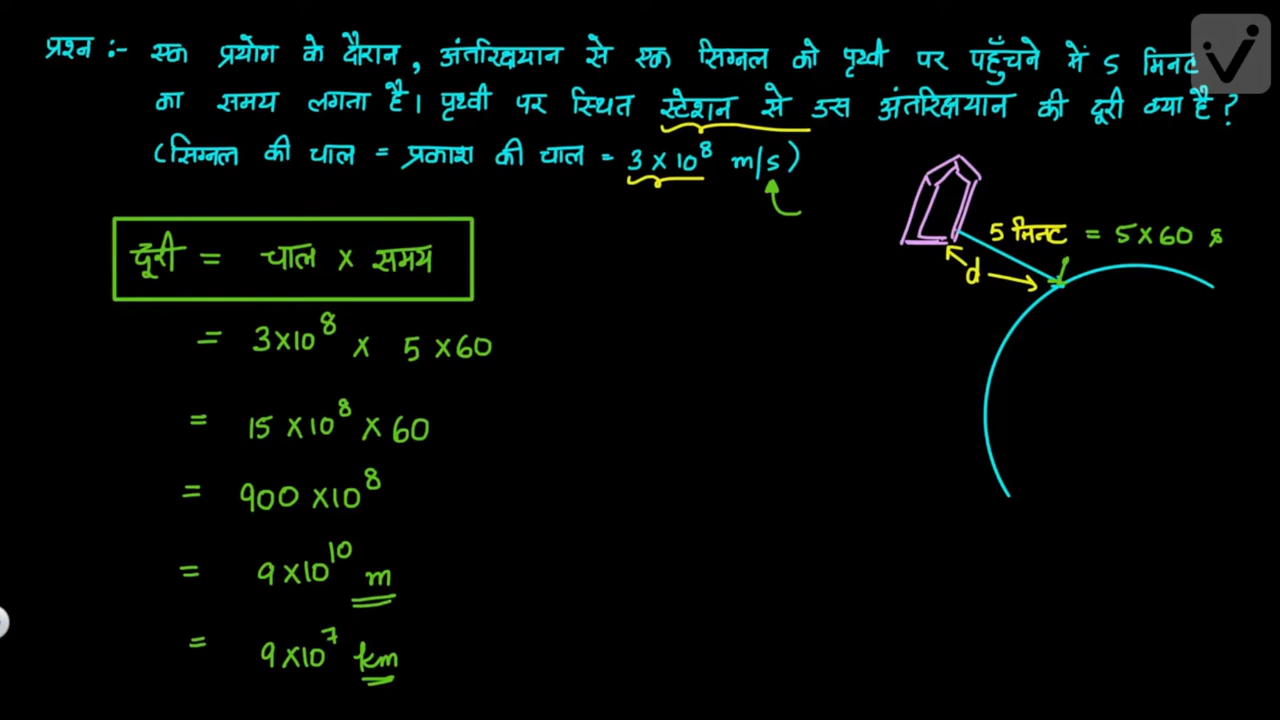 प्रश्न :- एक प्रयोग के दौरान, अंतरिक्षयान से एक सिग्नल को पृथ्वी पर पहुँचने में 5 मिनट
का समय लगता है। पृथ्वी पर स्थित स्टेशन से उस अंतरिक्षयान की दूरी क्या है?
(सिग्नल की चाल = प्रकाश की चाल = 3 × 10⁸ m/s)
5 मिनट = 5 × 60 s
d
दूरी = चाल × समय
= 3 × 10⁸ × 5 × 60
= 15 × 10⁸ × 60
= 900 × 10⁸
= 9 × 10¹⁰ m
= 9 × 10⁷ km